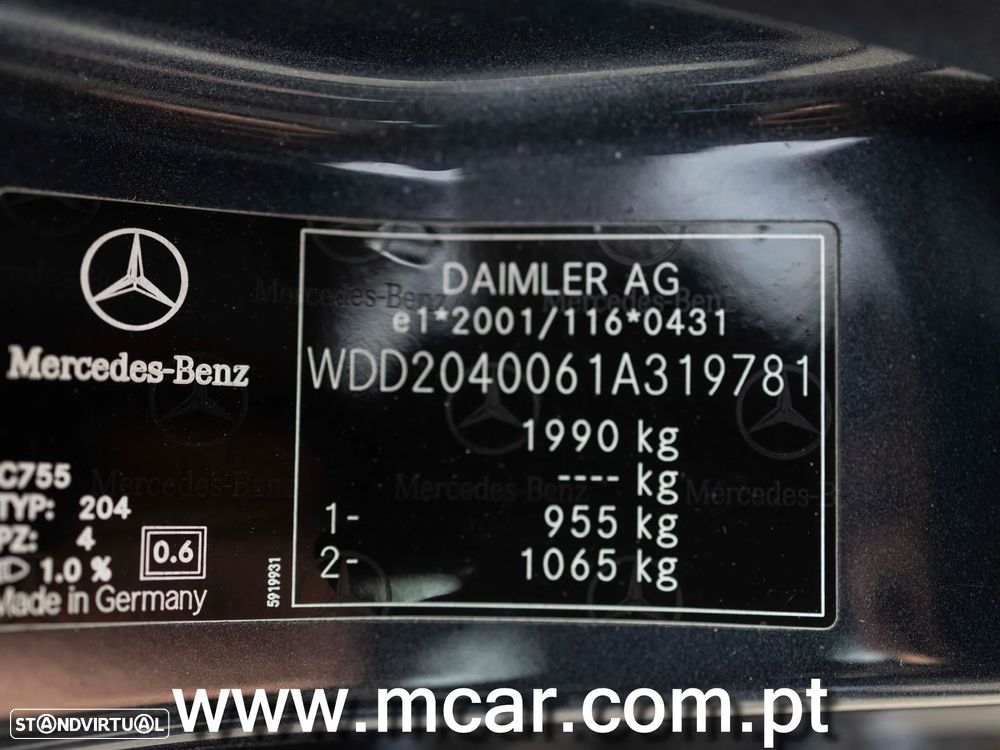 DAIMLER AG
e1*2001/116*0431
WDD2040061A319781
1990 kg
---- kg
1- 955 kg
2- 1065 kg
Mercedes-Benz
C755
TYP: 204
PZ: 4
1.0 %
0.6
Made in Germany
5919931
www.mcar.com.pt
STANDVIRTUAL